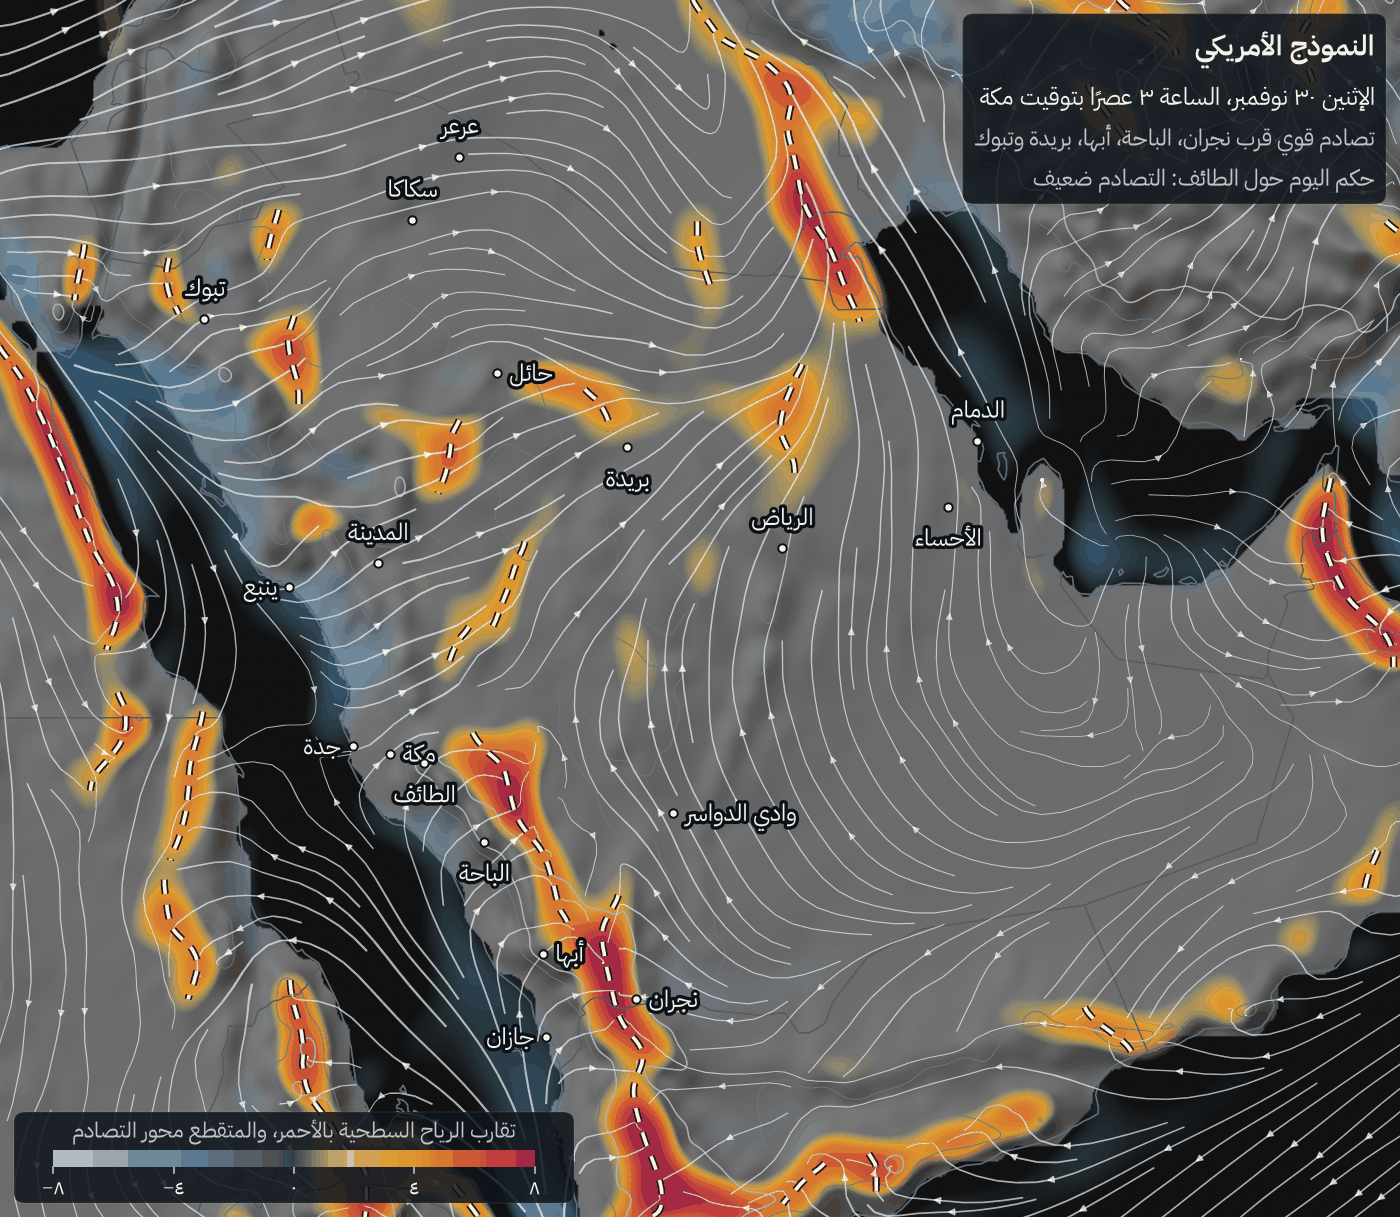 النموذج الأمريكي
الإثنين ٣٠ نوفمبر، الساعة ٣ عصرًا بتوقيت مكة
تصادم قوي قرب نجران، الباحة، أبها، بريدة وتبوك
حكم اليوم حول الطائف: التصادم ضعيف
عرعر
سكاكا
تبوك
حائل
الدمام
بريدة
الرياض
المدينة
الأحساء
ينبع
جدة
مكة
الطائف
وادي الدواسر
الباحة
أبها
نجران
جازان
تقارب الرياح السطحية بالأحمر، والمتقطع محور التصادم
−٨ −٤ ٠ ٤ ٨